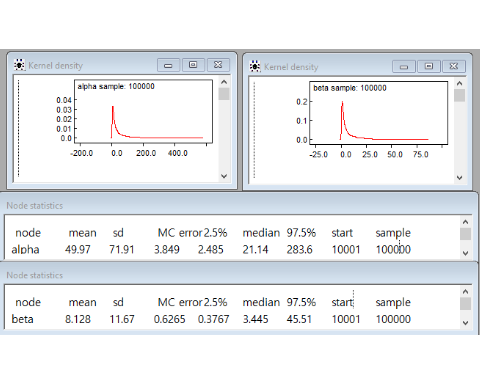 Kernel density
alpha sample: 100000
0.04
0.03
0.02
0.01
0.0
-200.0 0.0 200.0 400.0
Kernel density
beta sample: 100000
0.2
0.1
0.0
-25.0 0.0 25.0 50.0 75.0
Node statistics
node mean sd MC error 2.5% median 97.5% start sample
alpha 49.97 71.91 3.849 2.485 21.14 283.6 10001 100000
Node statistics
node mean sd MC error 2.5% median 97.5% start sample
beta 8.128 11.67 0.6265 0.3767 3.445 45.51 10001 100000